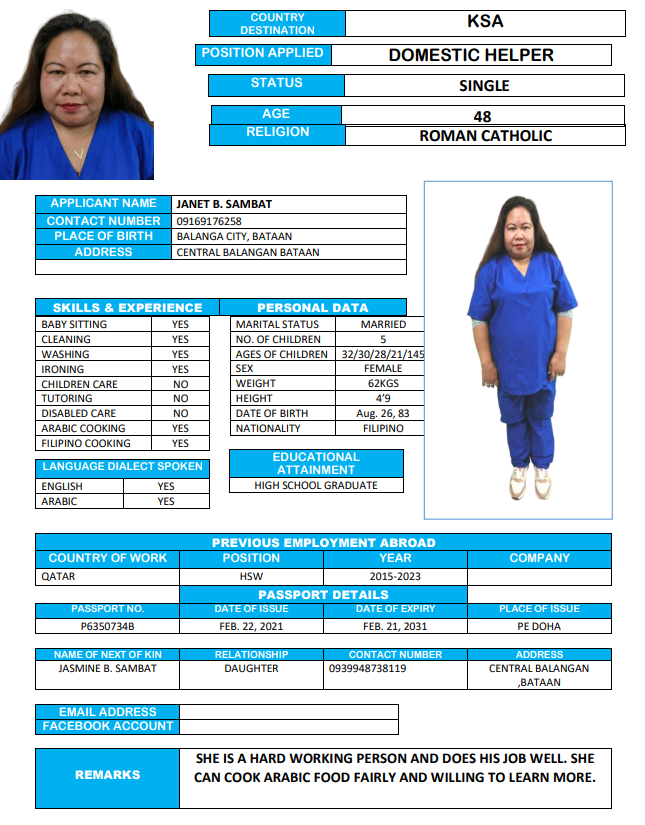 COUNTRY DESTINATION KSA
POSITION APPLIED DOMESTIC HELPER
STATUS SINGLE
AGE 48
RELIGION ROMAN CATHOLIC
APPLICANT NAME JANET B. SAMBAT
CONTACT NUMBER 09169176258
PLACE OF BIRTH BALANGA CITY, BATAAN
ADDRESS CENTRAL BALANGAN BATAAN
SKILLS & EXPERIENCE
BABY SITTING YES
CLEANING YES
WASHING YES
IRONING YES
CHILDREN CARE NO
TUTORING NO
DISABLED CARE NO
ARABIC COOKING YES
FILIPINO COOKING YES
LANGUAGE DIALECT SPOKEN
ENGLISH YES
ARABIC YES
PERSONAL DATA
MARITAL STATUS MARRIED
NO. OF CHILDREN 5
AGES OF CHILDREN 32/30/28/21/145
SEX FEMALE
WEIGHT 62KGS
HEIGHT 4'9
DATE OF BIRTH Aug. 26, 83
NATIONALITY FILIPINO
EDUCATIONAL
ATTAINMENT
HIGH SCHOOL GRADUATE
PREVIOUS EMPLOYMENT ABROAD
COUNTRY OF WORK POSITION YEAR COMPANY
QATAR HSW 2015-2023
PASSPORT DETAILS
PASSPORT NO. DATE OF ISSUE DATE OF EXPIRY PLACE OF ISSUE
P6350734B FEB. 22, 2021 FEB. 21, 2031 PE DOHA
NAME OF NEXT OF KIN RELATIONSHIP CONTACT NUMBER ADDRESS
JASMINE B. SAMBAT DAUGHTER 0939948738119 CENTRAL BALANGAN
,BATAAN
EMAIL ADDRESS
FACEBOOK ACCOUNT
REMARKS
SHE IS A HARD WORKING PERSON AND DOES HIS JOB WELL. SHE
CAN COOK ARABIC FOOD FAIRLY AND WILLING TO LEARN MORE.